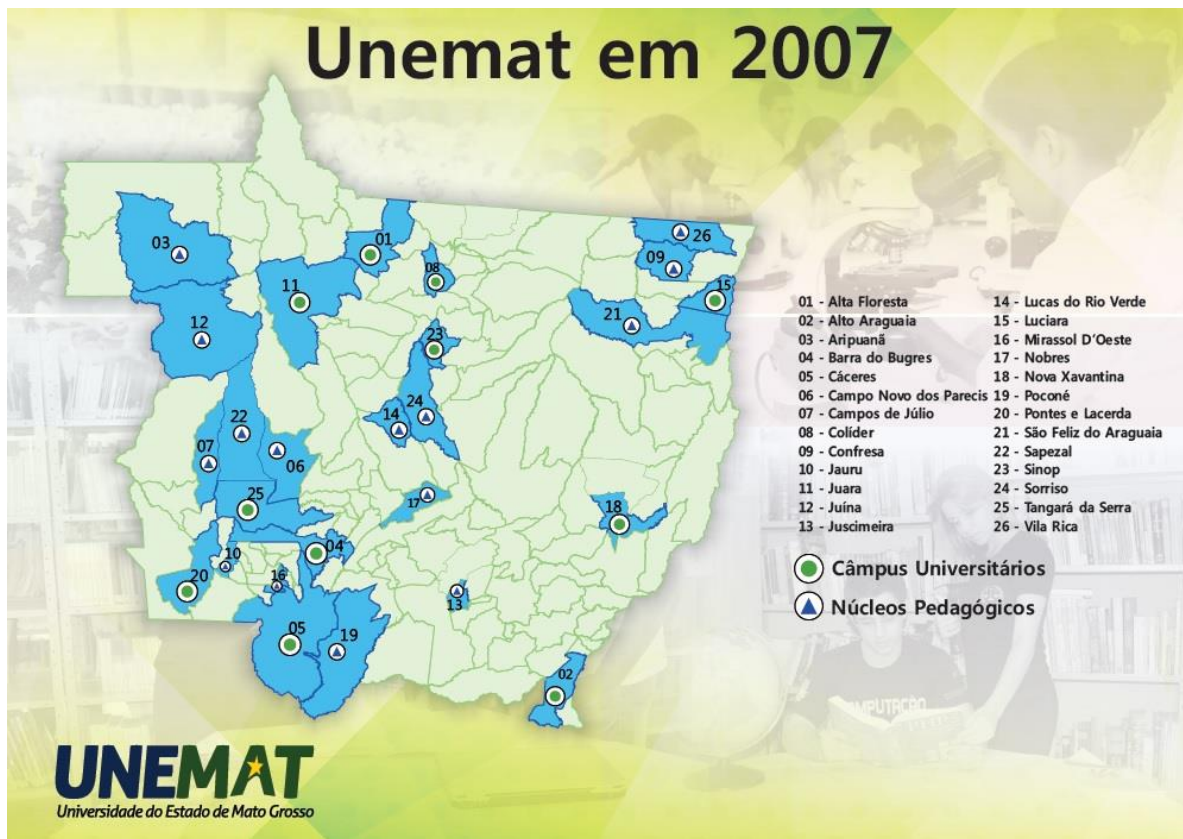 Unemat em 2007
03
01
26
09
08
11
15
21
12
23
24
14
22
07
06
25
17
18
10
04
20
16
13
05
19
02
01 - Alta Floresta
02 - Alto Araguaia
03 - Aripuanã
04 - Barra do Bugres
05 - Cáceres
06 - Campo Novo dos Parecis
07 - Campos de Júlio
08 - Colíder
09 - Confresa
10 - Jauru
11 - Juara
12 - Juína
13 - Juscimeira
14 - Lucas do Rio Verde
15 - Luciara
16 - Mirassol D'Oeste
17 - Nobres
18 - Nova Xavantina
19 - Poconé
20 - Pontes e Lacerda
21 - São Feliz do Araguaia
22 - Sapezal
23 - Sinop
24 - Sorriso
25 - Tangará da Serra
26 - Vila Rica
Câmpus Universitários
Núcleos Pedagógicos
UNEMAT
Universidade do Estado de Mato Grosso